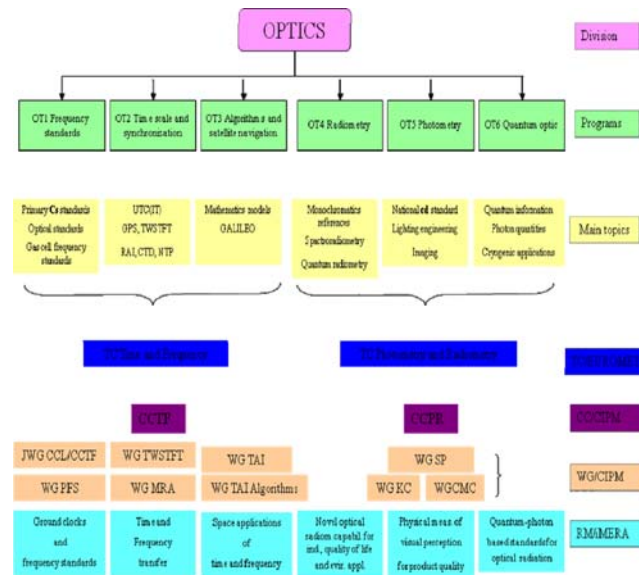 OPTICS
Division
OT1 Frequency
standards
OT2 Time scale and
synchronization
OT3 Algorithms and
satellite navigation
OT4 Radiometry
OT5 Photometry
OT6 Quantum optic
Programs
Primary Cs standards
Optical standards
Gas cell frequency
standards
UTC(IT)
GPS, TWSTFT
RAI, CTD, NTP
Mathematics models
GALILEO
Monochromatics
references
Spectroradiometry
Quantum radiometry
National cd standard
Lighting engineering
Imaging
Quantum information
Photon quantities
Cryogenic applications
Main topics
TC Time and Frequency
TC Photometry and Radiometry
CCTF
CCPR
CC/CIPM
JWG CCL/CCTF
WG TWSTFT
WG TAI
WG SP
WG PFS
WG MRA
WG TAI Algorithms
WG KC
WGCMC
WG/CIPM
Ground clocks
and
frequency standards
Time and
Frequency
transfer
Space applications
of
time and frequency
Novel optical
radiom capabil. for
ind., quality of life
and evir. appl.
Physical meas. of
visual perception
for product quality
Quantum-photon
based standards for
optical radiation